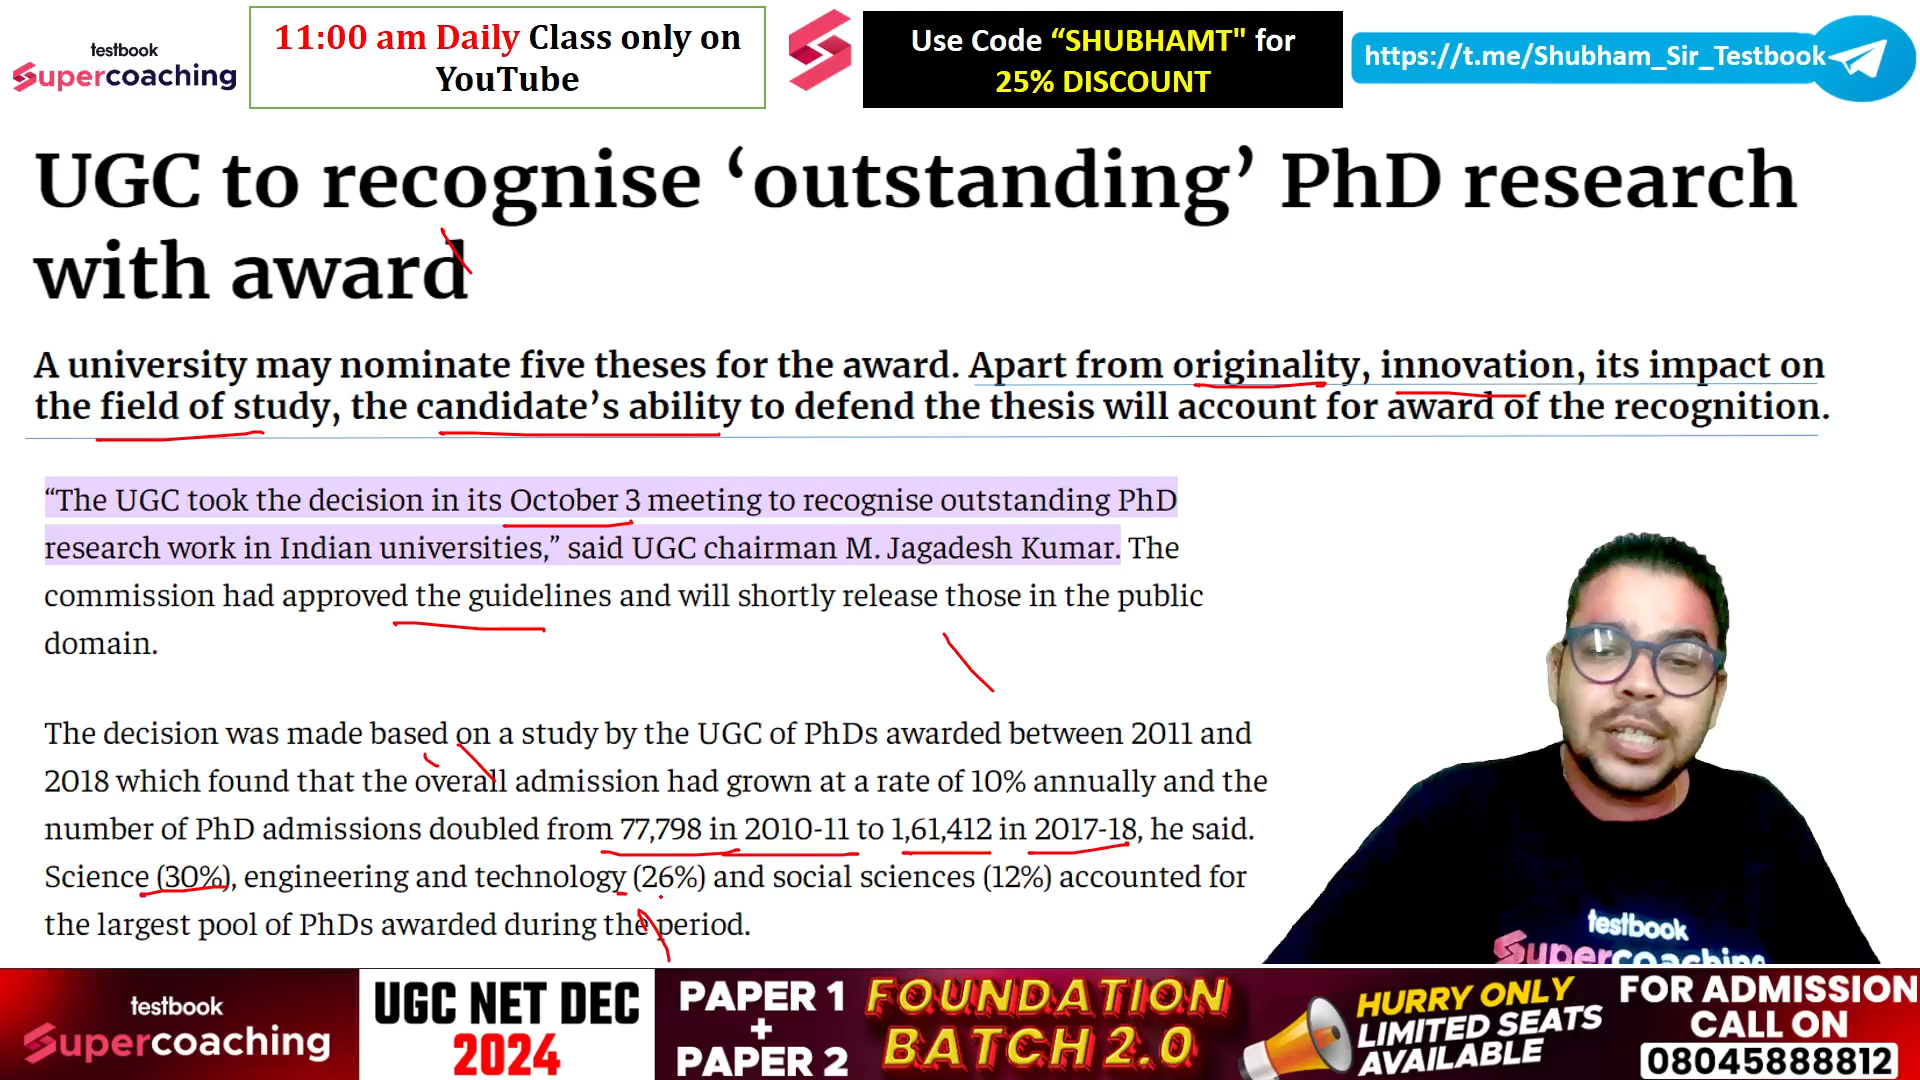 testbook
Supercoaching
11:00 am Daily Class only on
YouTube
Use Code “SHUBHAMT" for
25% DISCOUNT
https://t.me/Shubham_Sir_Testbook
UGC to recognise ‘outstanding’ PhD research
with award
A university may nominate five theses for the award. Apart from originality, innovation, its impact on
the field of study, the candidate’s ability to defend the thesis will account for award of the recognition.
“The UGC took the decision in its October 3 meeting to recognise outstanding PhD
research work in Indian universities,” said UGC chairman M. Jagadesh Kumar. The
commission had approved the guidelines and will shortly release those in the public
domain.
The decision was made based on a study by the UGC of PhDs awarded between 2011 and
2018 which found that the overall admission had grown at a rate of 10% annually and the
number of PhD admissions doubled from 77,798 in 2010-11 to 1,61,412 in 2017-18, he said.
Science (30%), engineering and technology (26%) and social sciences (12%) accounted for
the largest pool of PhDs awarded during the period.
testbook
Supercoaching
testbook
Supercoaching
UGC NET DEC
2024
PAPER 1
+
PAPER 2
FOUNDATION
BATCH 2.0
HURRY ONLY
LIMITED SEATS
AVAILABLE
FOR ADMISSION
CALL ON
08045888812